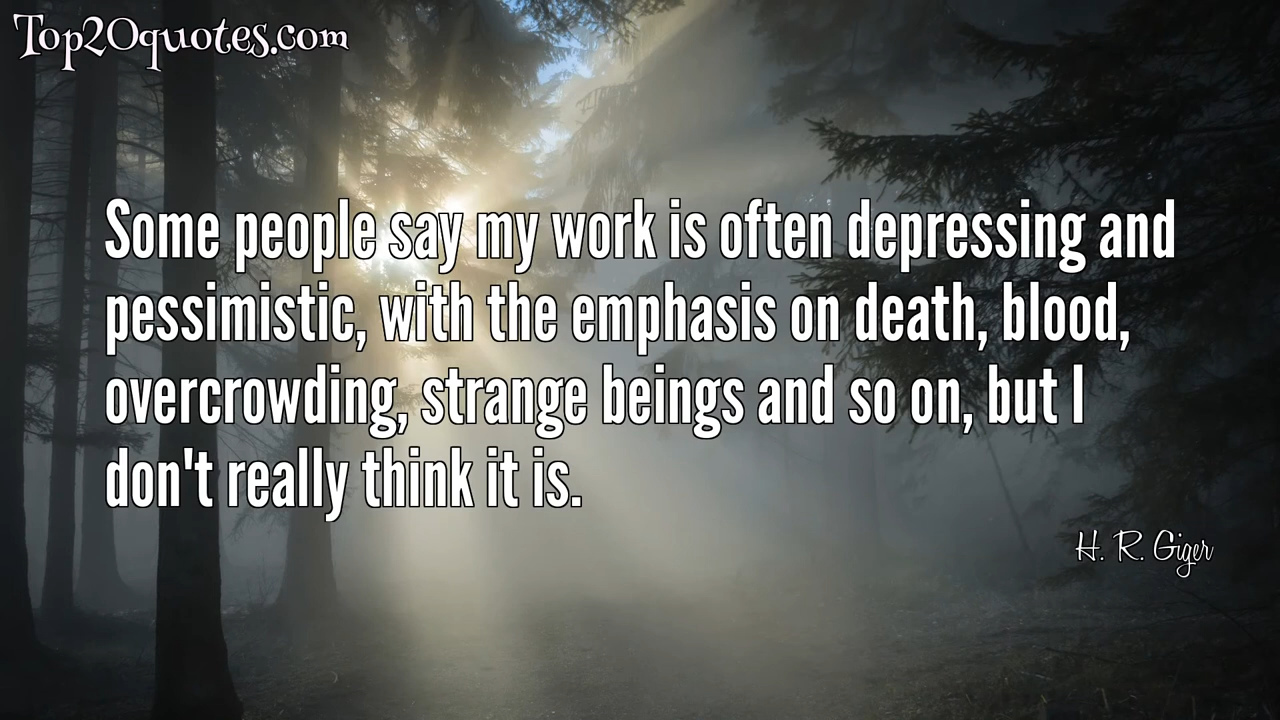 Top20quotes.com
Some people say my work is often depressing and
pessimistic, with the emphasis on death, blood,
overcrowding, strange beings and so on, but I
don't really think it is.
H. R. Giger